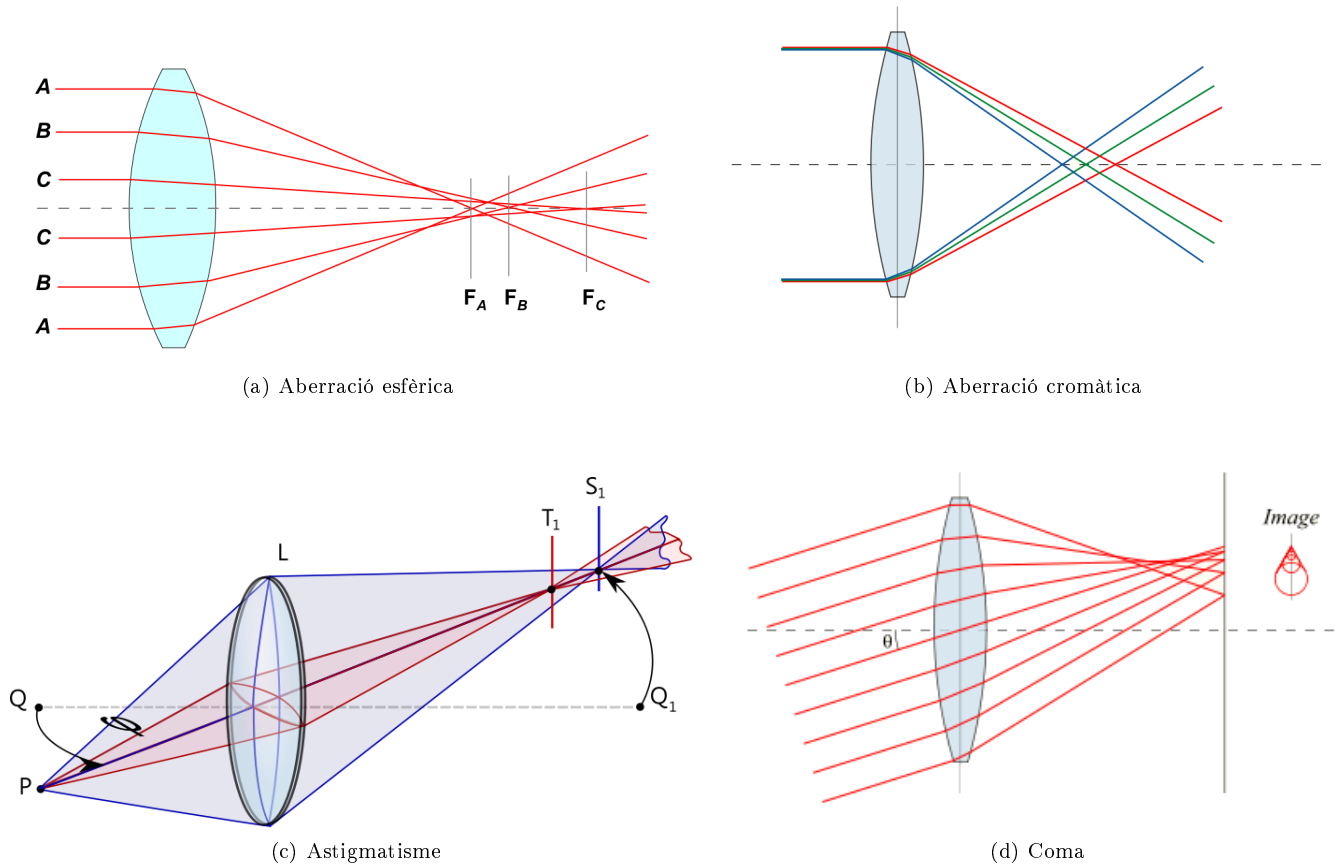 A
B
C
C
B
A
F_A
F_B
F_C
(a) Aberració esfèrica
(b) Aberració cromàtica
S₁
T₁
L
Q
ϕ
Q₁
P
(c) Astigmatisme
Image
θ
(d) Coma